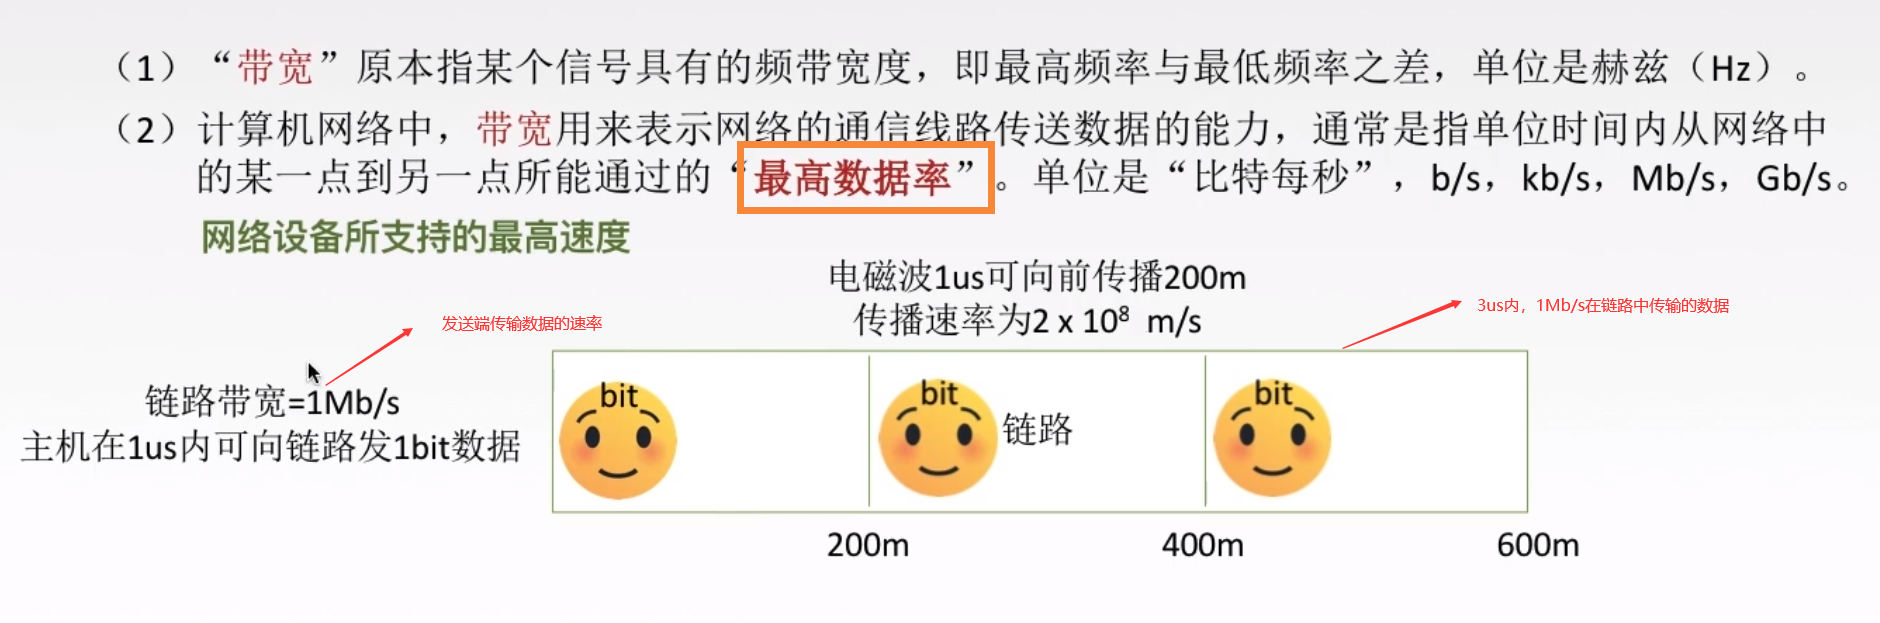 （1）“带宽”原本指某个信号具有的频带宽度，即最高频率与最低频率之差，单位是赫兹（Hz）。
（2）计算机网络中，带宽用来表示网络的通信线路传送数据的能力，通常是指单位时间内从网络中
的某一点到另一点所能通过的“最高数据率”。单位是“比特每秒”，b/s，kb/s，Mb/s，Gb/s。
网络设备所支持的最高速度
电磁波1us可向前传播200m
传播速率为2 x 10⁸ m/s
3us内，1Mb/s在链路中传输的数据
发送端传输数据的速率
链路带宽=1Mb/s
主机在1us内可向链路发1bit数据
bit
bit
链路
bit
200m
400m
600m